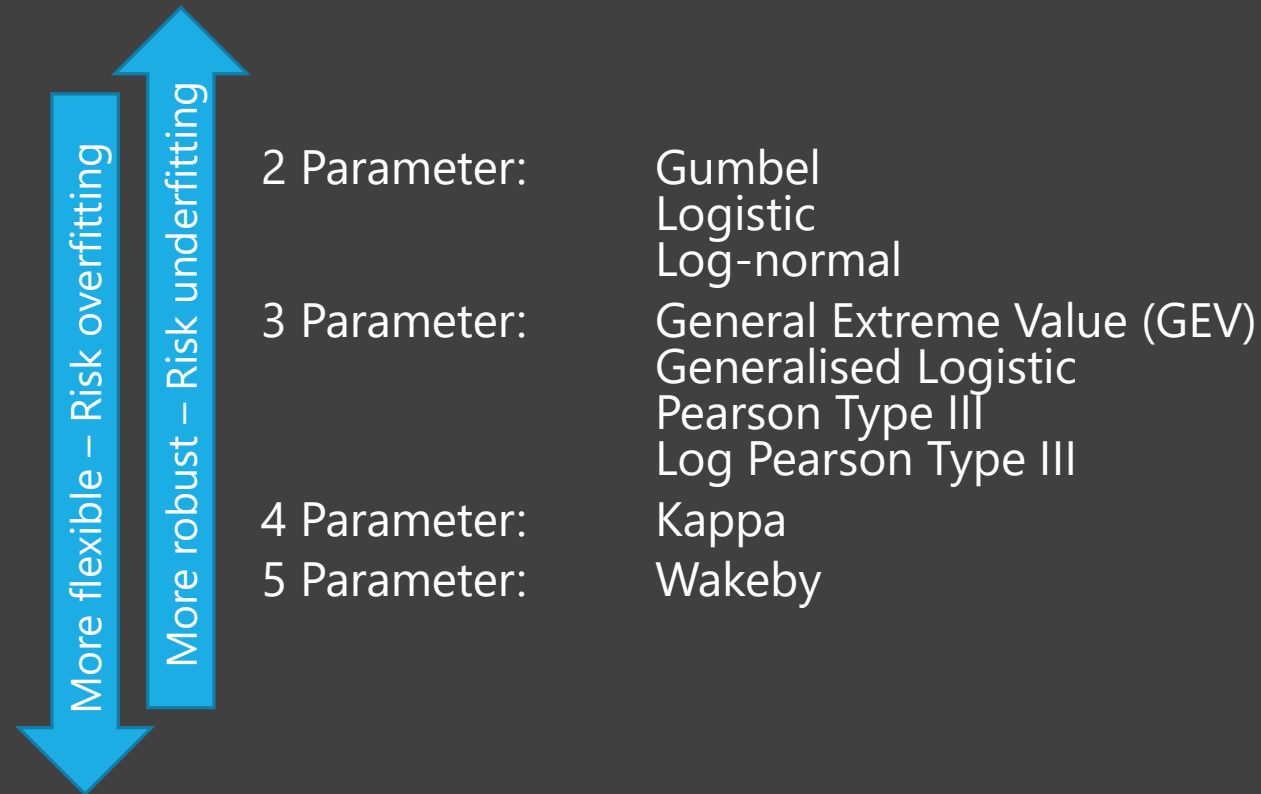 More flexible – Risk overfitting
More robust – Risk underfitting
2 Parameter: Gumbel
Logistic
Log-normal
3 Parameter: General Extreme Value (GEV)
Generalised Logistic
Pearson Type III
Log Pearson Type III
4 Parameter: Kappa
5 Parameter: Wakeby